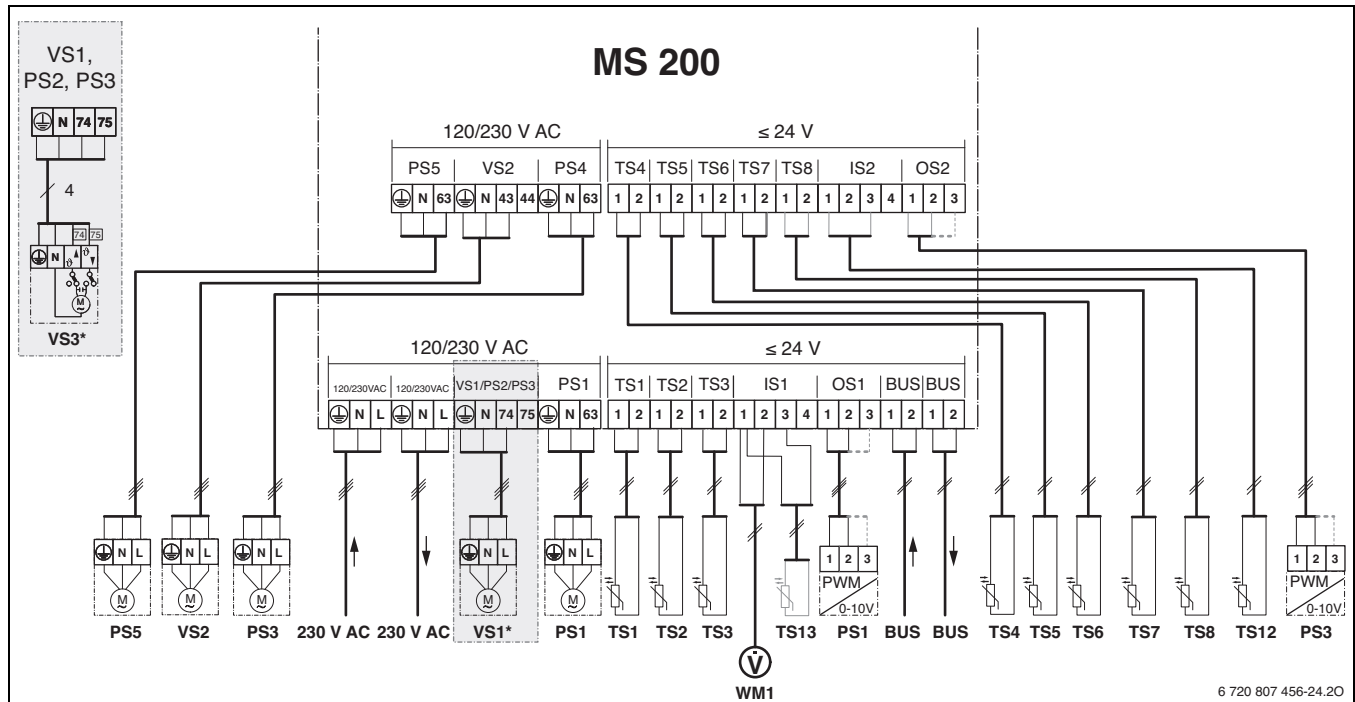 MS 200
VS1,
PS2, PS3
N 74 75
4
74 75
N ϑ ϑ
M
~
VS3*
120/230 V AC ≤ 24 V
PS5 VS2 PS4 TS4 TS5 TS6 TS7 TS8 IS2 OS2
N 63 N 43 44 N 63 1 2 1 2 1 2 1 2 1 2 1 2 3 4 1 2 3
120/230 V AC ≤ 24 V
120/230VAC 120/230VAC VS1/PS2/PS3 PS1 TS1 TS2 TS3 IS1 OS1 BUS BUS
N L N L N 74 75 N 63 1 2 1 2 1 2 1 2 3 4 1 2 3 1 2 1 2
N L N L N L N L N L 1 2 3 1 2 3
PWM PWM
M M M M M 0-10V 0-10V
~ ~ ~ ~ ~
PS5 VS2 PS3 230 V AC 230 V AC VS1* PS1 TS1 TS2 TS3 TS13 PS1 BUS BUS TS4 TS5 TS6 TS7 TS8 TS12 PS3
V̇
WM1
6 720 807 456-24.2O